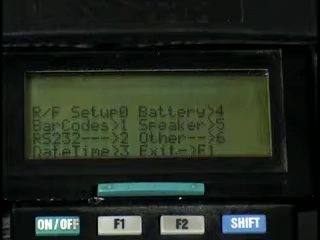 R/F Setup0 Battery>4
BarCodes>1 Speaker>5
RS232--->2 Other-->6
DateTime>3 Exit->F1
ON/OFF F1 F2 SHIFT